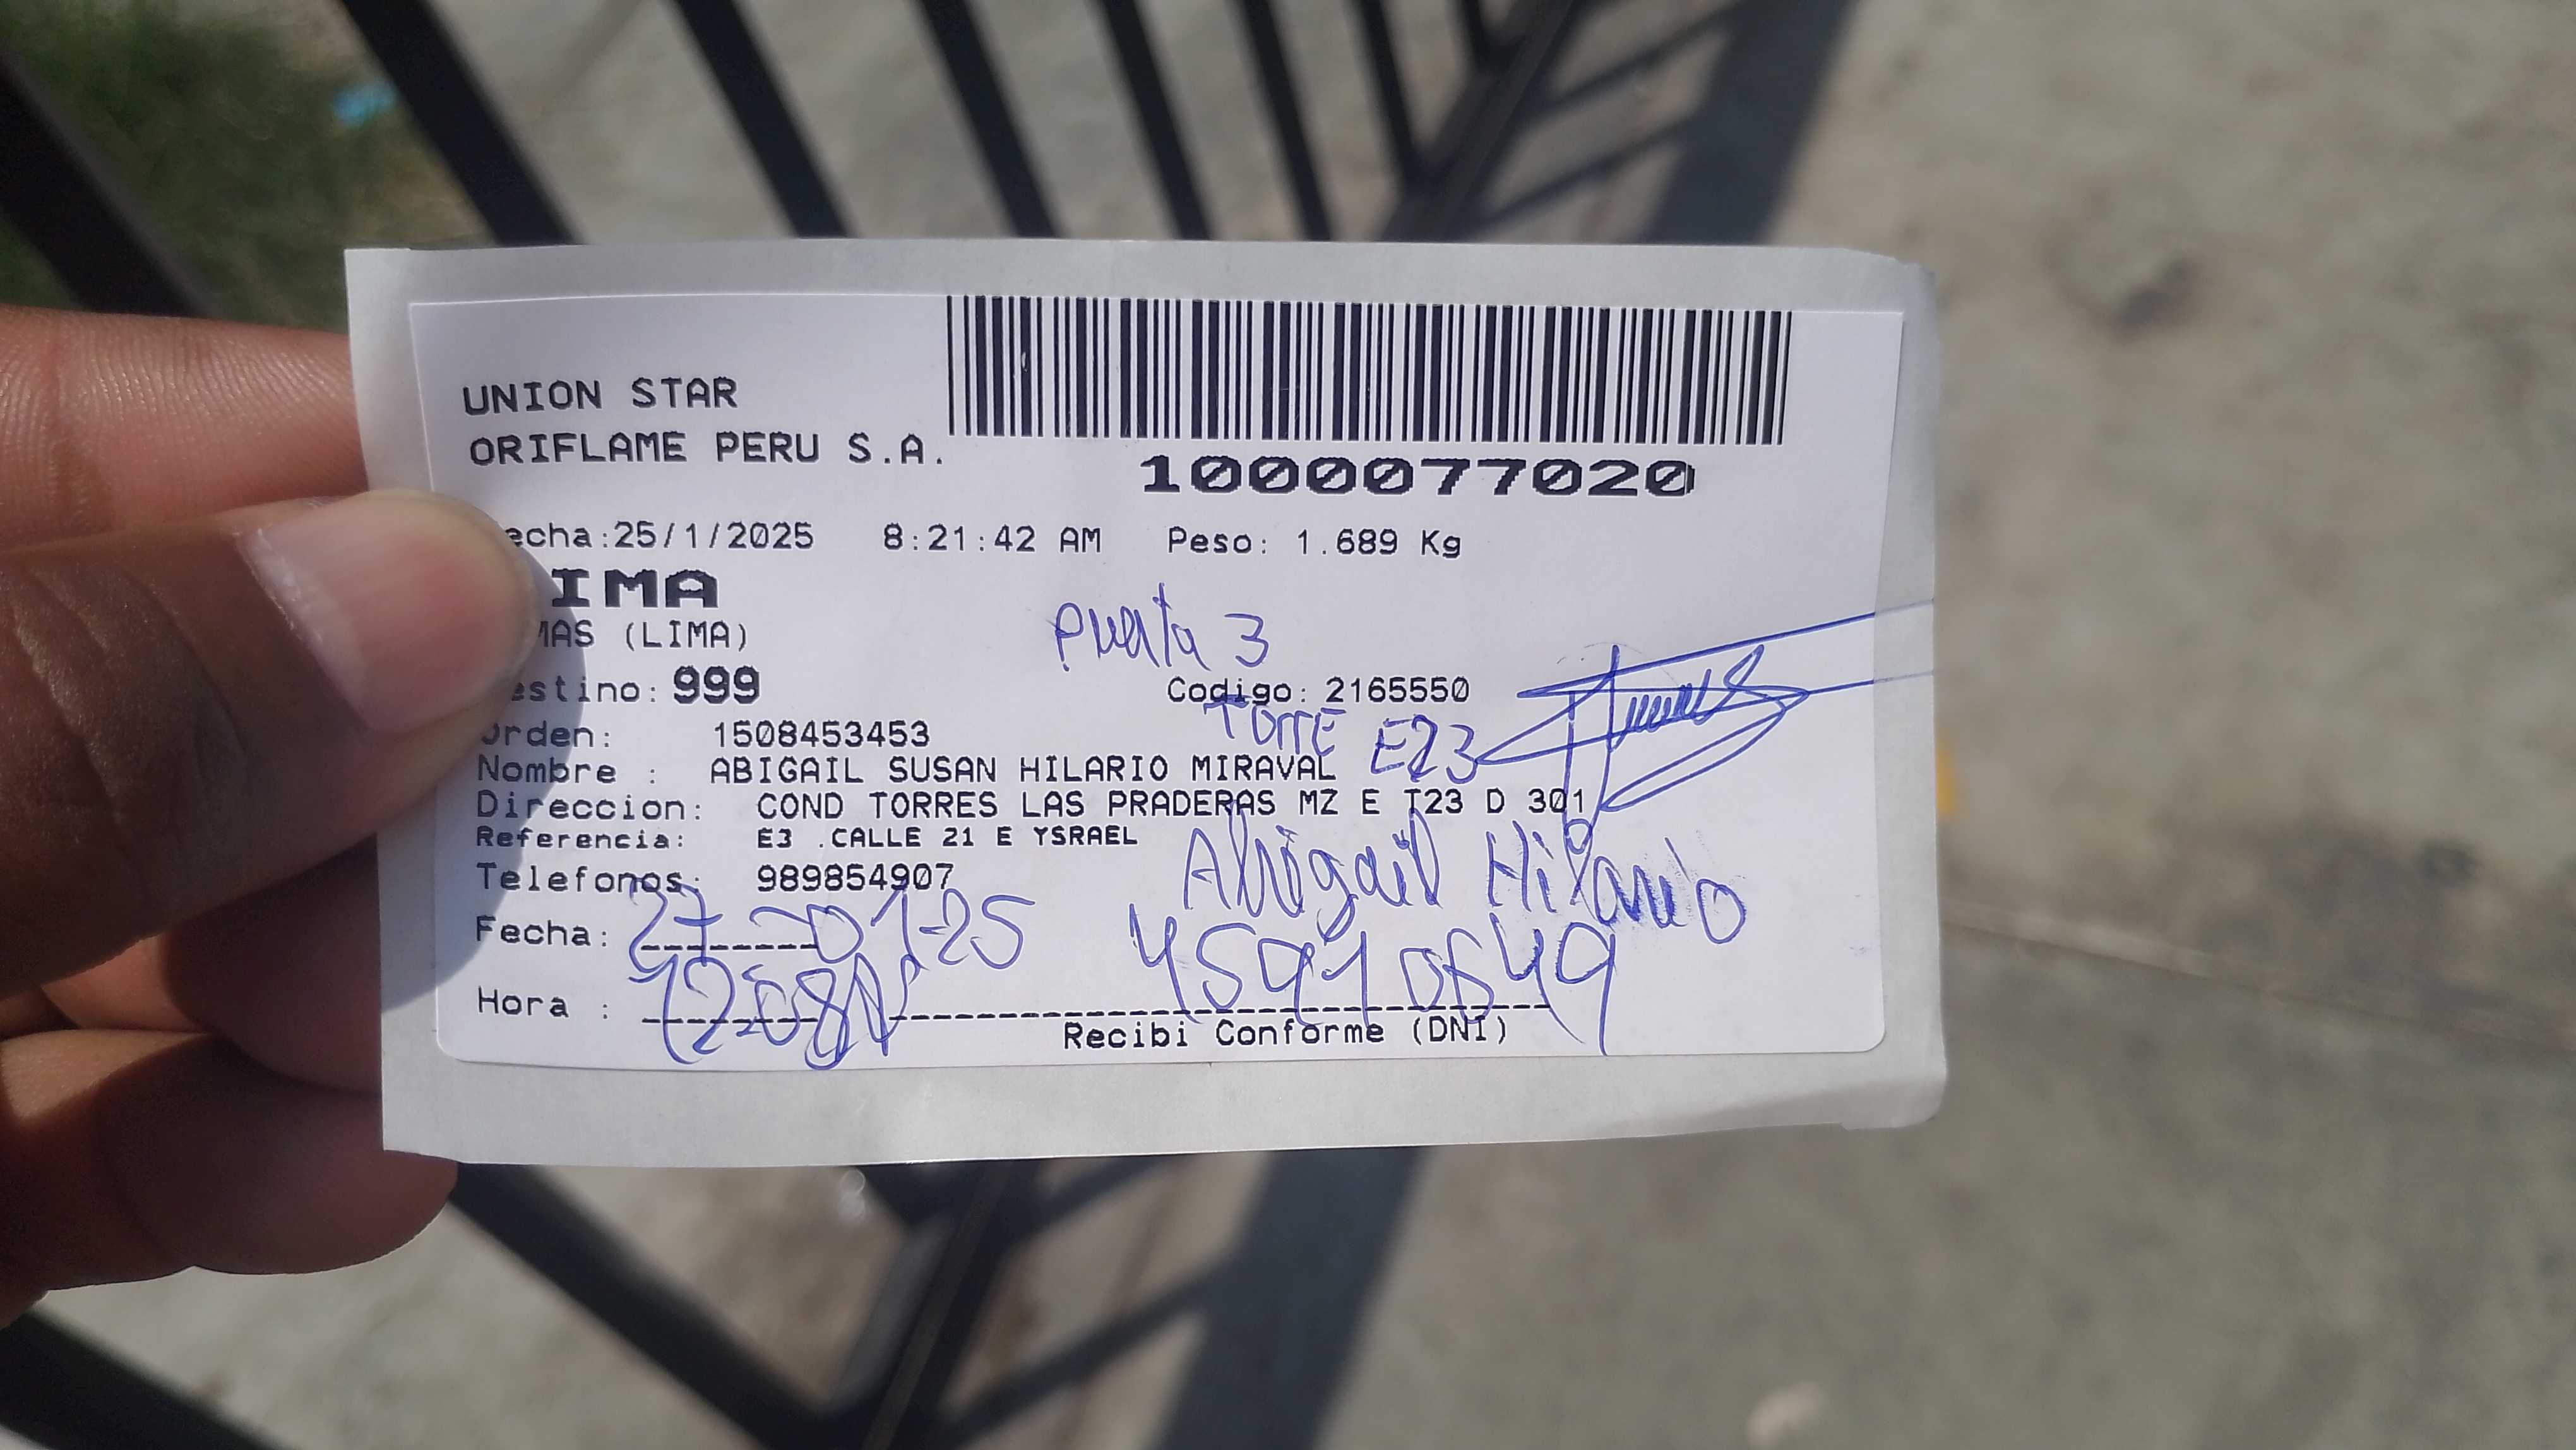 UNION STAR
ORIFLAME PERU S.A.
1000077020
echa:25/1/2025 8:21:42 AM Peso: 1.689 Kg
IMA
MAS (LIMA)
Puerta 3
estino: 999 Codigo: 2165550
TORRE E23
Orden: 1508453453
Nombre : ABIGAIL SUSAN HILARIO MIRAVAL
Direccion: COND TORRES LAS PRADERAS MZ E T23 D 301
Referencia: E3 .CALLE 21 E YSRAEL
Telefonos: 989854907
Abigail Hilario
Fecha: 27-01-25
Hora :
Recibi Conforme (DNI)